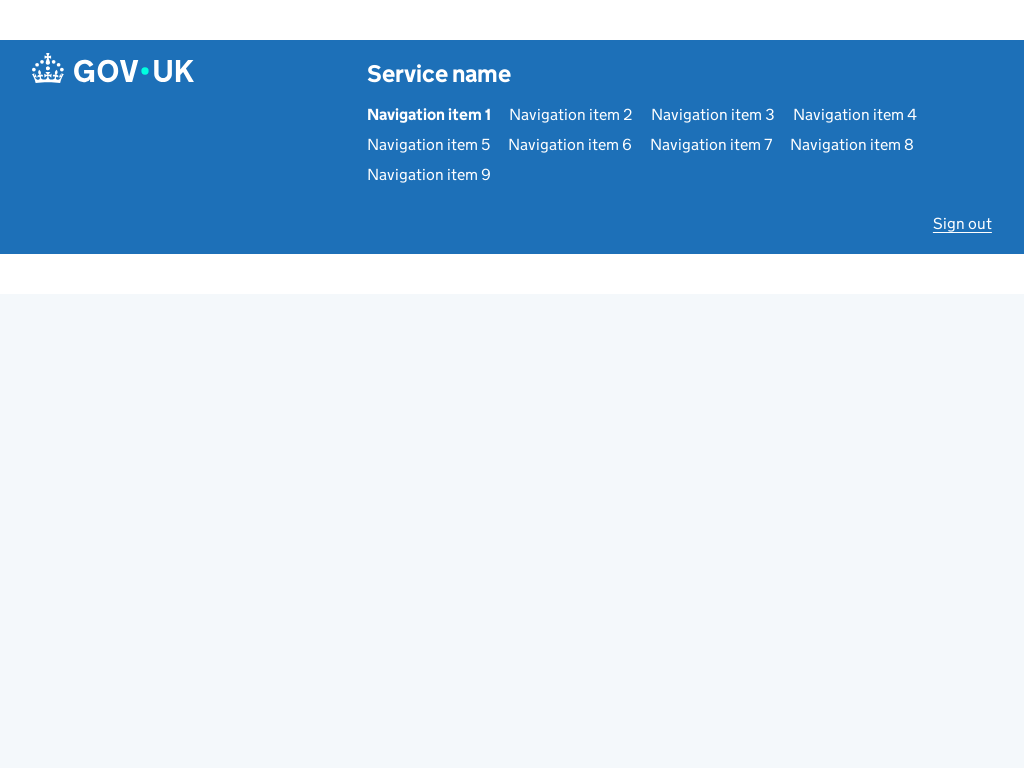 GOV·UK
Service name
Navigation item 1 Navigation item 2 Navigation item 3 Navigation item 4
Navigation item 5 Navigation item 6 Navigation item 7 Navigation item 8
Navigation item 9
Sign out